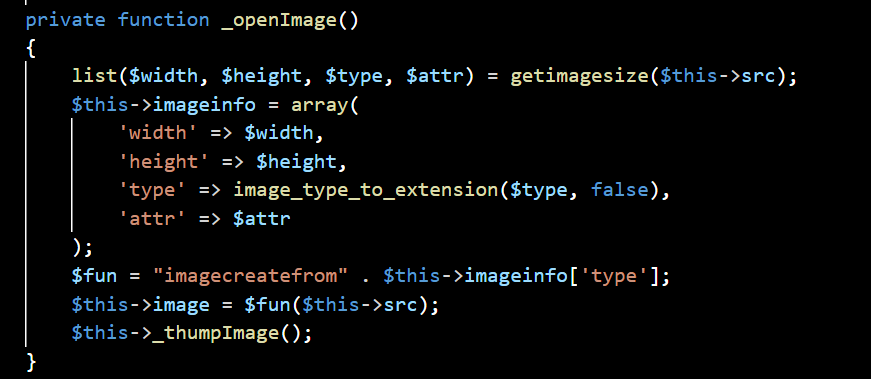 private function _openImage()
{
    list($width, $height, $type, $attr) = getimagesize($this->src);
    $this->imageinfo = array(
        'width' => $width,
        'height' => $height,
        'type' => image_type_to_extension($type, false),
        'attr' => $attr
    );
    $fun = "imagecreatefrom" . $this->imageinfo['type'];
    $this->image = $fun($this->src);
    $this->_thumpImage();
}